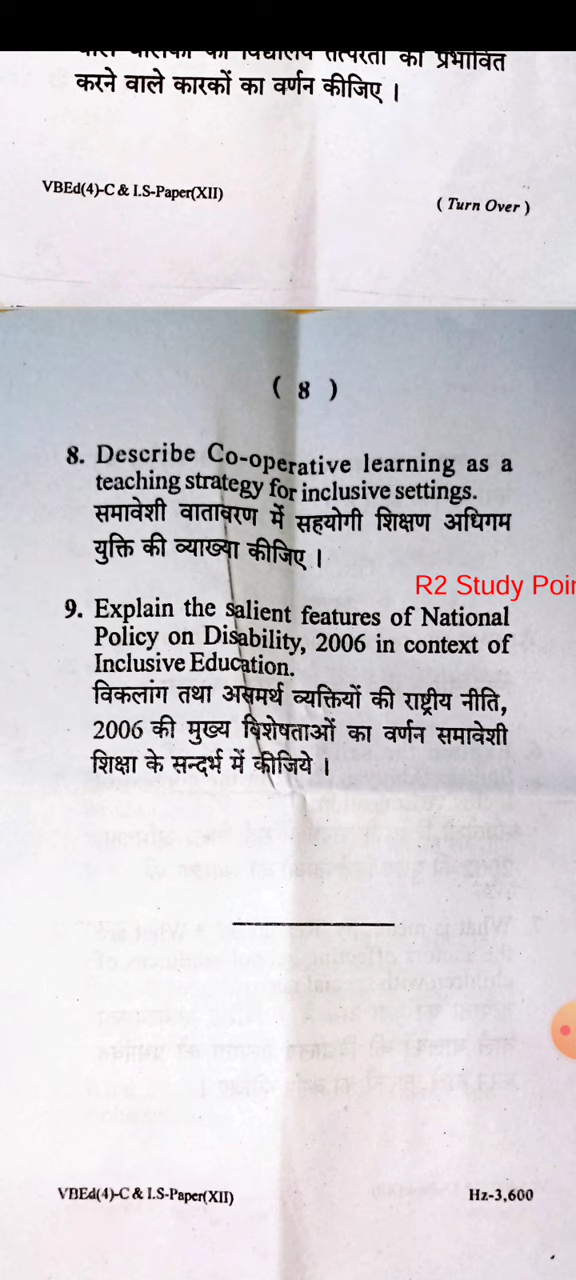 करने वाले कारकों का वर्णन कीजिए ।
VBEd(4)-C & I.S-Paper(XII)
( Turn Over )
( 8 )
8. Describe Co-operative learning as a
teaching strategy for inclusive settings.
समावेशी वातावरण में सहयोगी शिक्षण अधिगम
युक्ति की व्याख्या कीजिए ।
R2 Study Poin
9. Explain the salient features of National
Policy on Disability, 2006 in context of
Inclusive Education.
विकलांग तथा असमर्थ व्यक्तियों की राष्ट्रीय नीति,
2006 की मुख्य विशेषताओं का वर्णन समावेशी
शिक्षा के सन्दर्भ में कीजिये ।
VBEd(4)-C & I.S-Paper(XII)
Hz-3,600